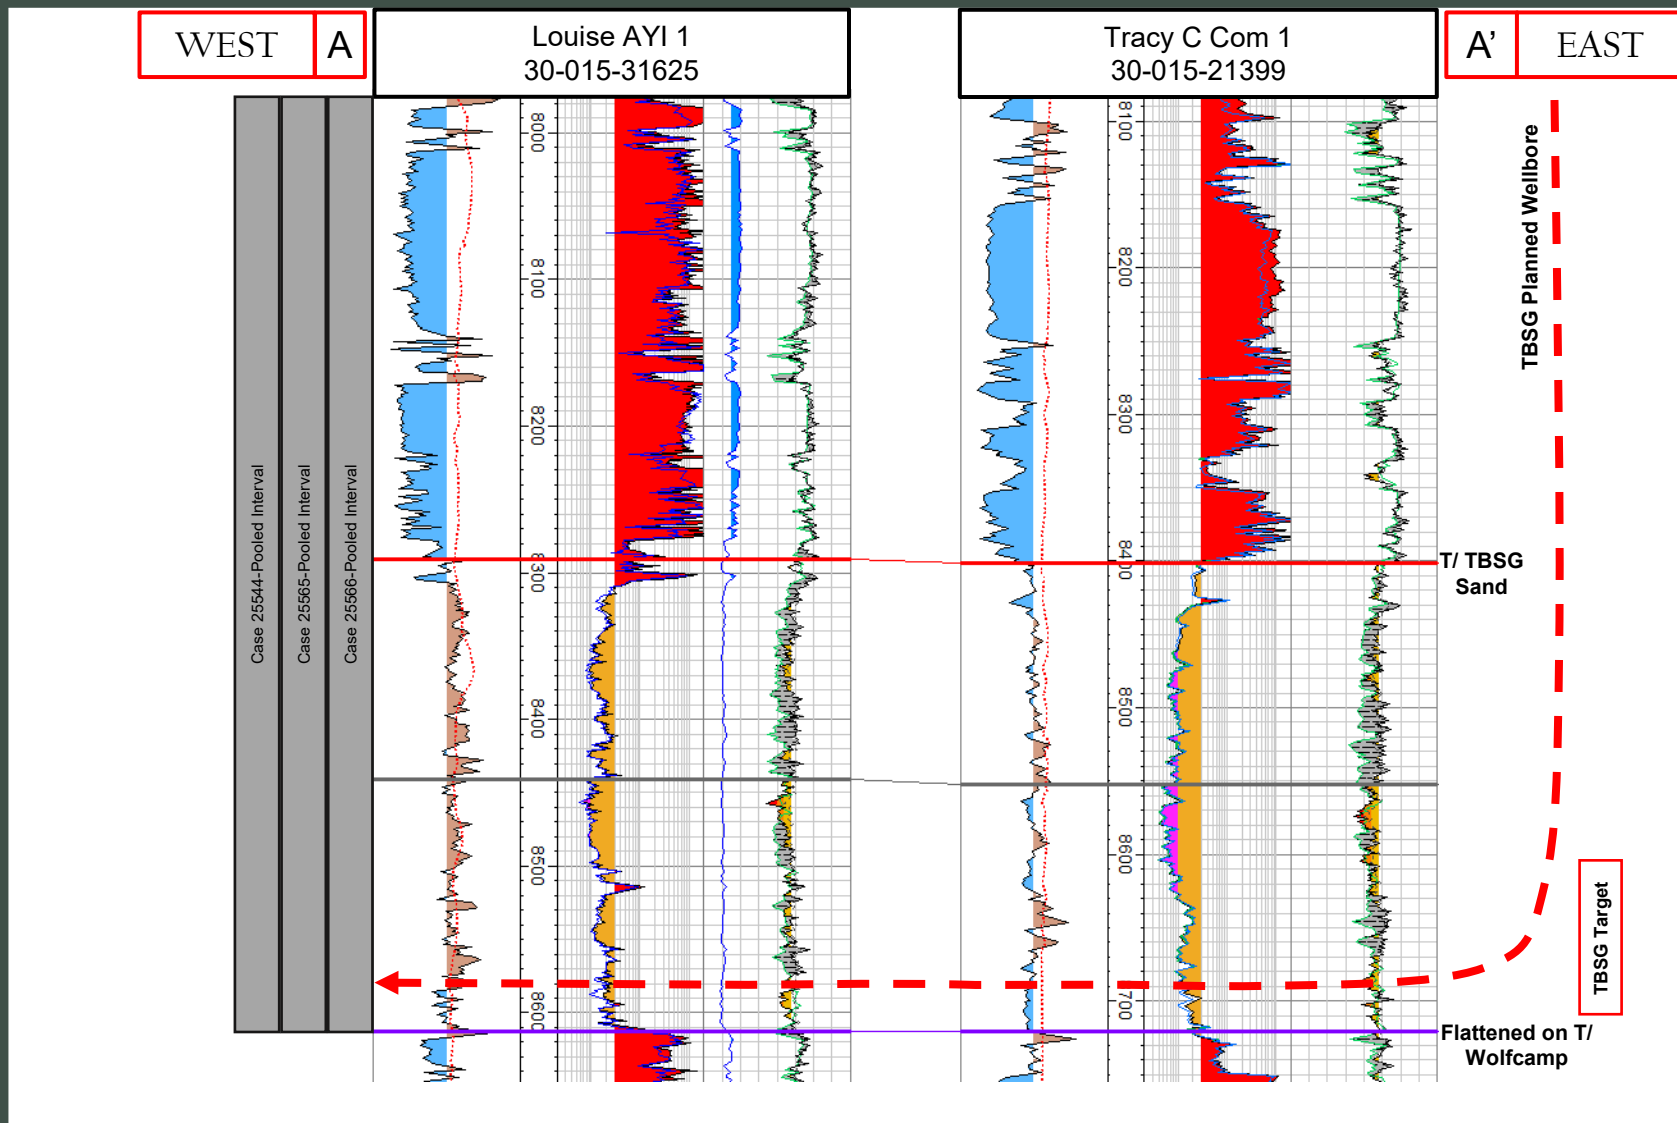 WEST
A
Louise AYI 1
30-015-31625
Tracy C Com 1
30-015-21399
A'
EAST
Case 25544-Pooled Interval
Case 25565-Pooled Interval
Case 25566-Pooled Interval
8000
8100
8200
8300
8400
8500
8600
8100
8200
8300
8400
8500
8600
8700
TBSG Planned Wellbore
T/ TBSG
Sand
TBSG Target
Flattened on T/
Wolfcamp